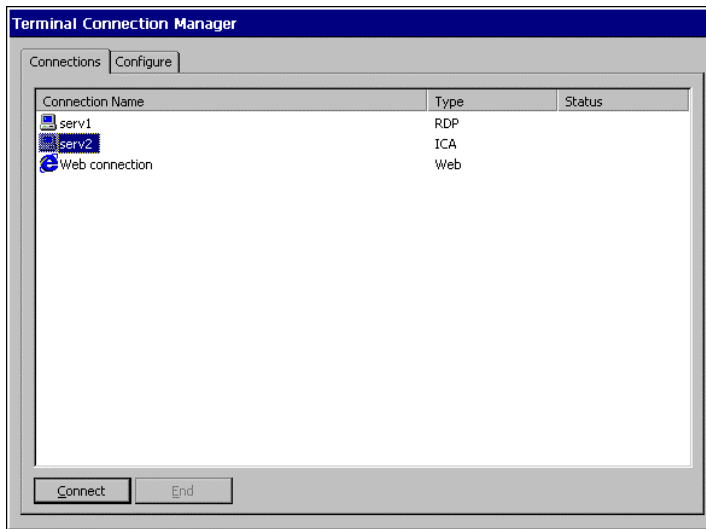 Terminal Connection Manager
Connections Configure
Connection Name Type Status
serv1 RDP
serv2 ICA
Web connection Web
Connect End